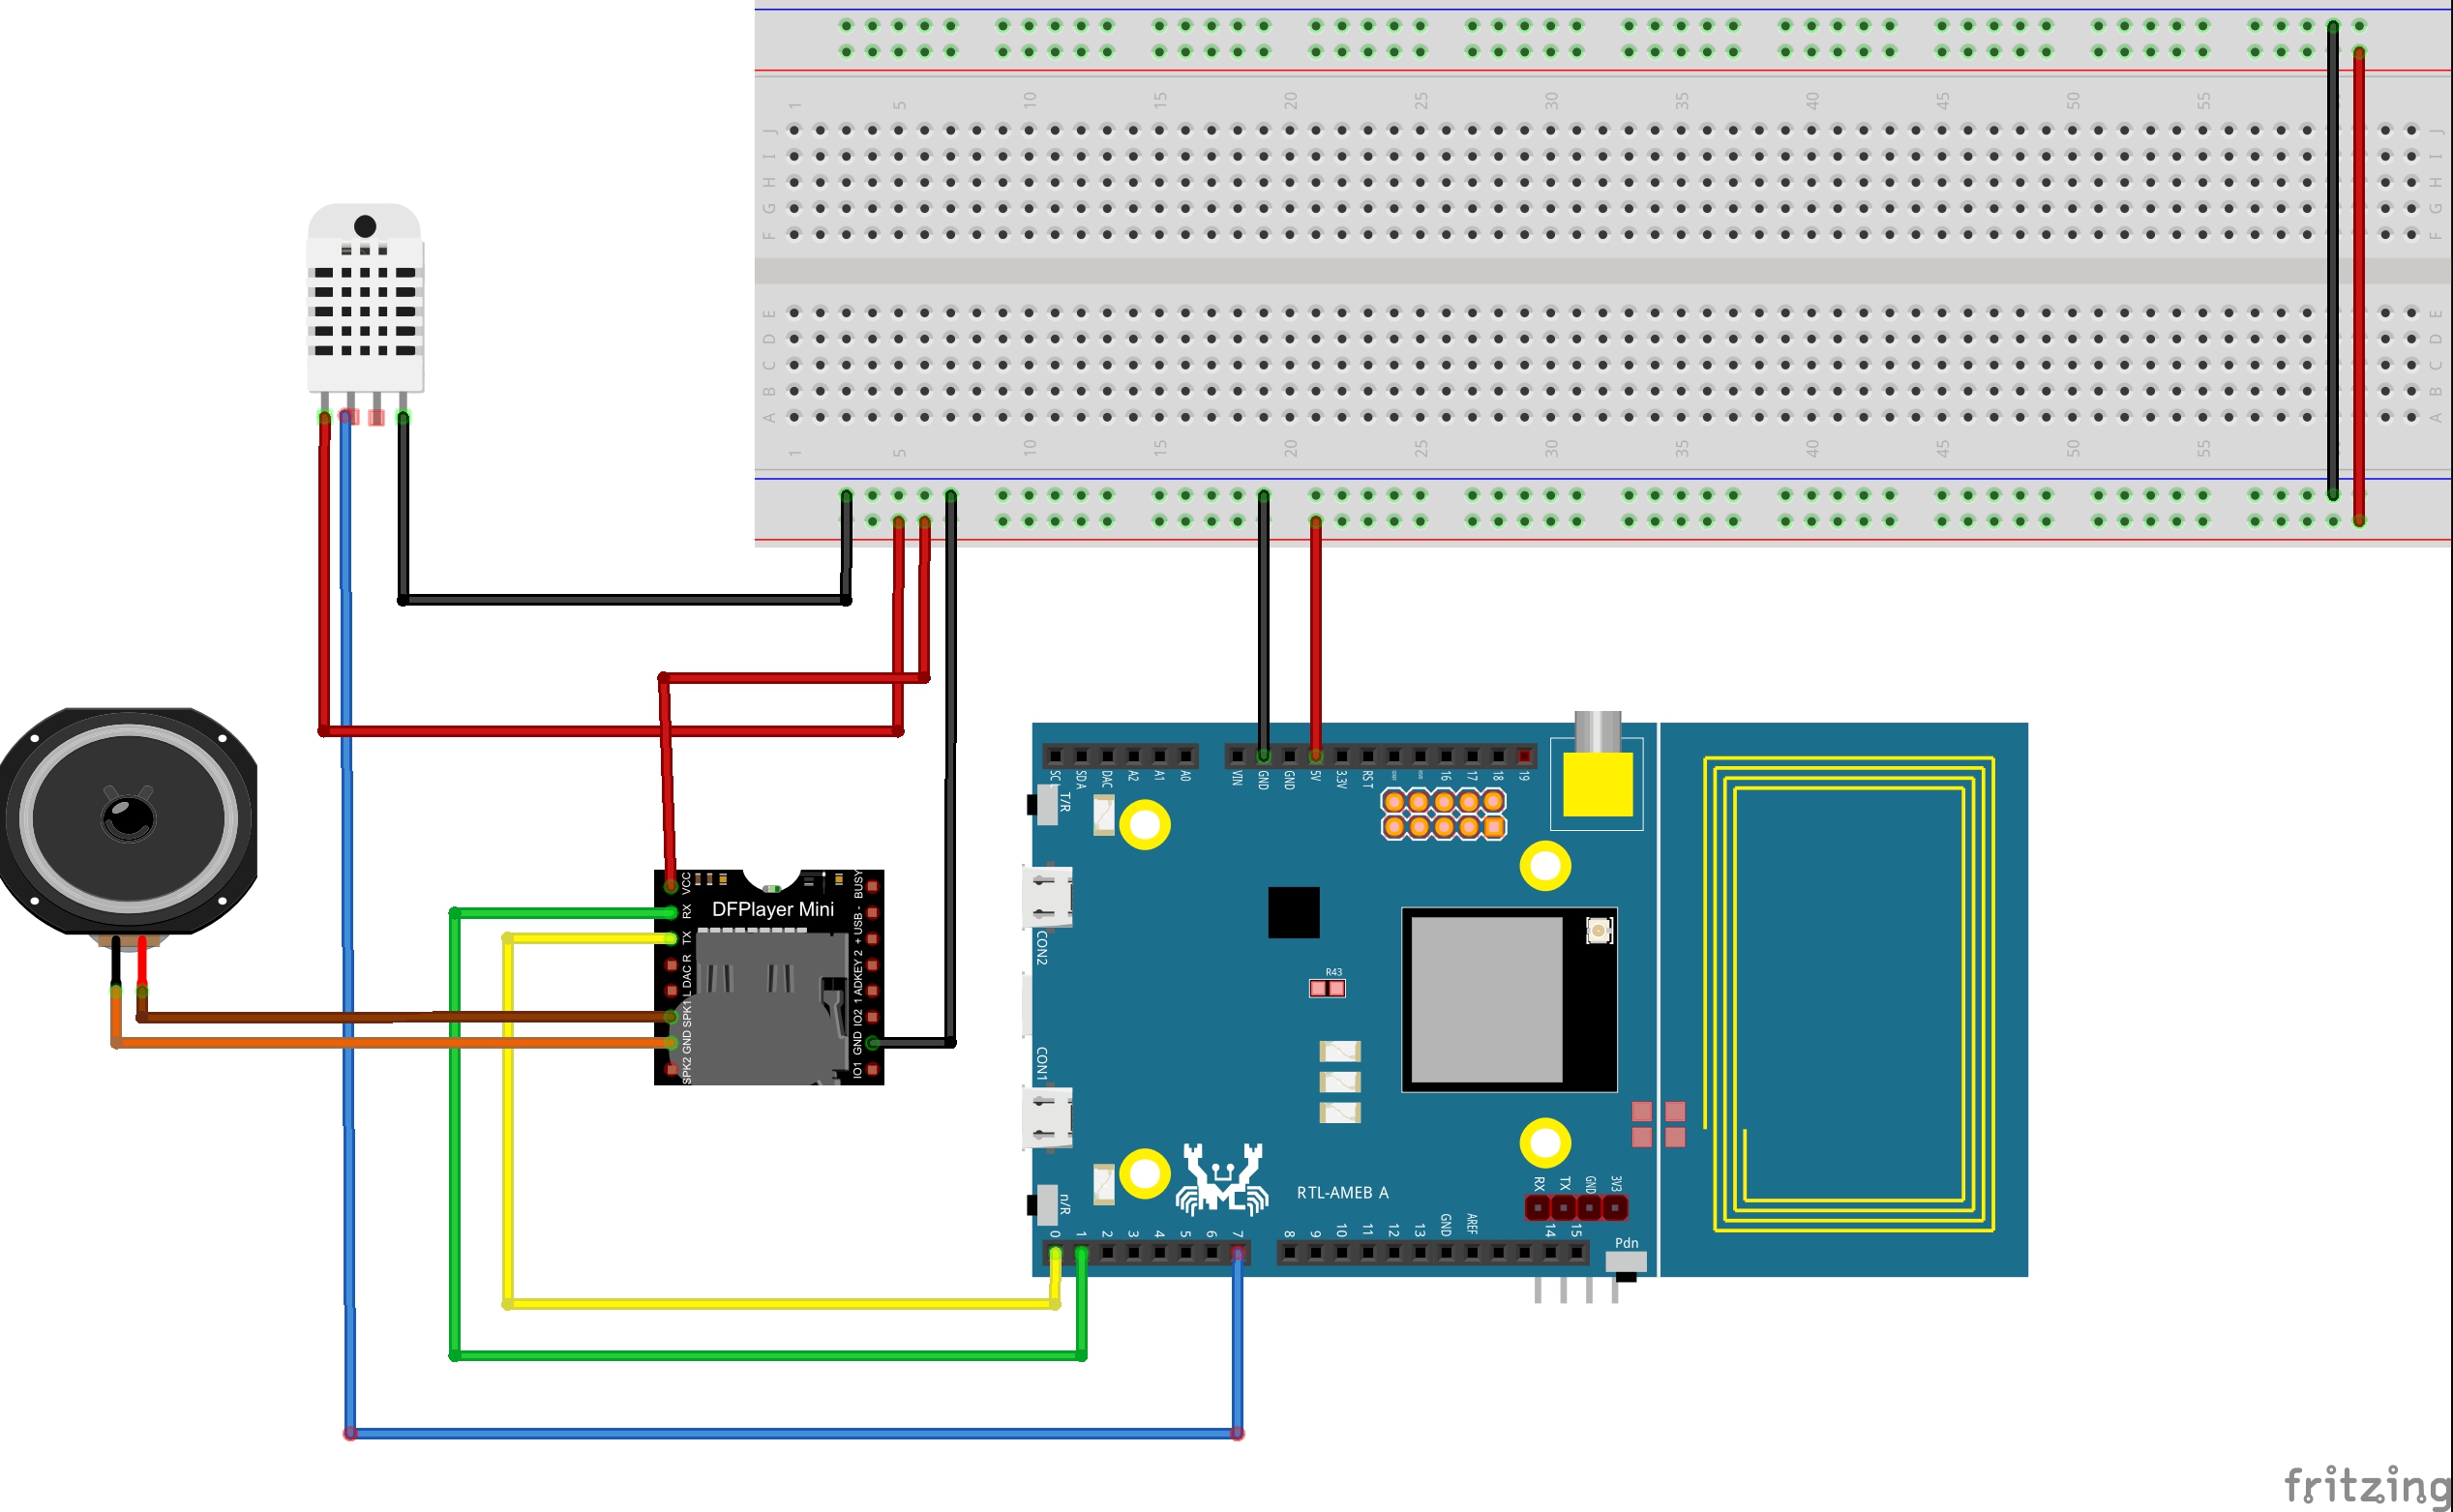 1 5 10 15 20 25 30 35 40 45 50 55
J J
I I
H H
G G
F F
E E
D D
C C
B B
A A
1 5 10 15 20 25 30 35 40 45 50 55
SDA DAC A2 A1 A0 VIN GND GND 5V 3.3V RST 16 17 18 19
T/R
VCC
RX
TX
DAC R
L
SPK1
GND
SPK2
DFPlayer Mini
BUSY
USB -
+
ADKEY 2
1
IO2
GND
IO1
CON2
R43
CON1
RTL-AMEB A
RX TX GND 3V3
n/R
0 1 2 3 4 5 6 7 8 9 10 11 12 13 GND AREF 14 15
Pdn
fritzing